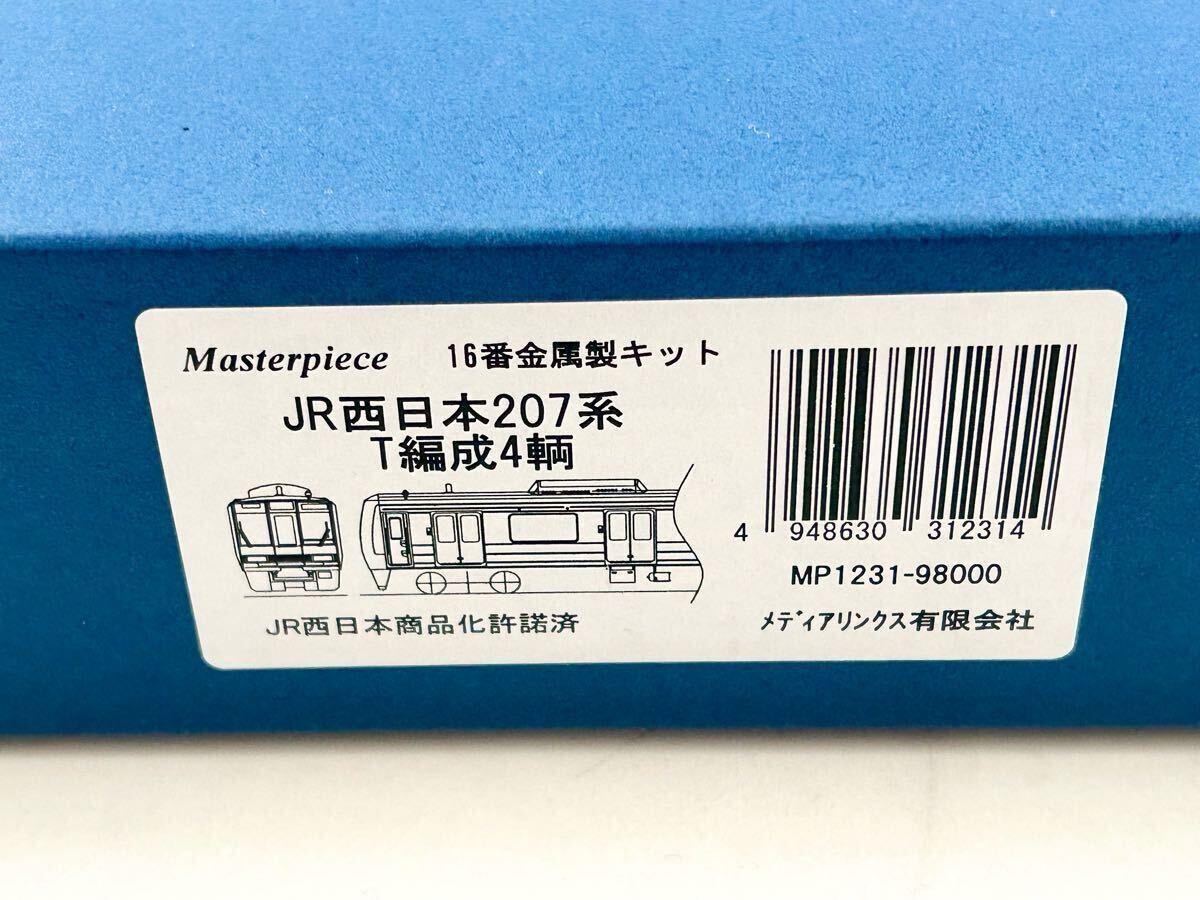 Masterpiece 16番金属製キット
JR西日本207系
T編成4輌
JR西日本商品化許諾済
4 948630 312314
MP1231-98000
メディアリンクス有限会社